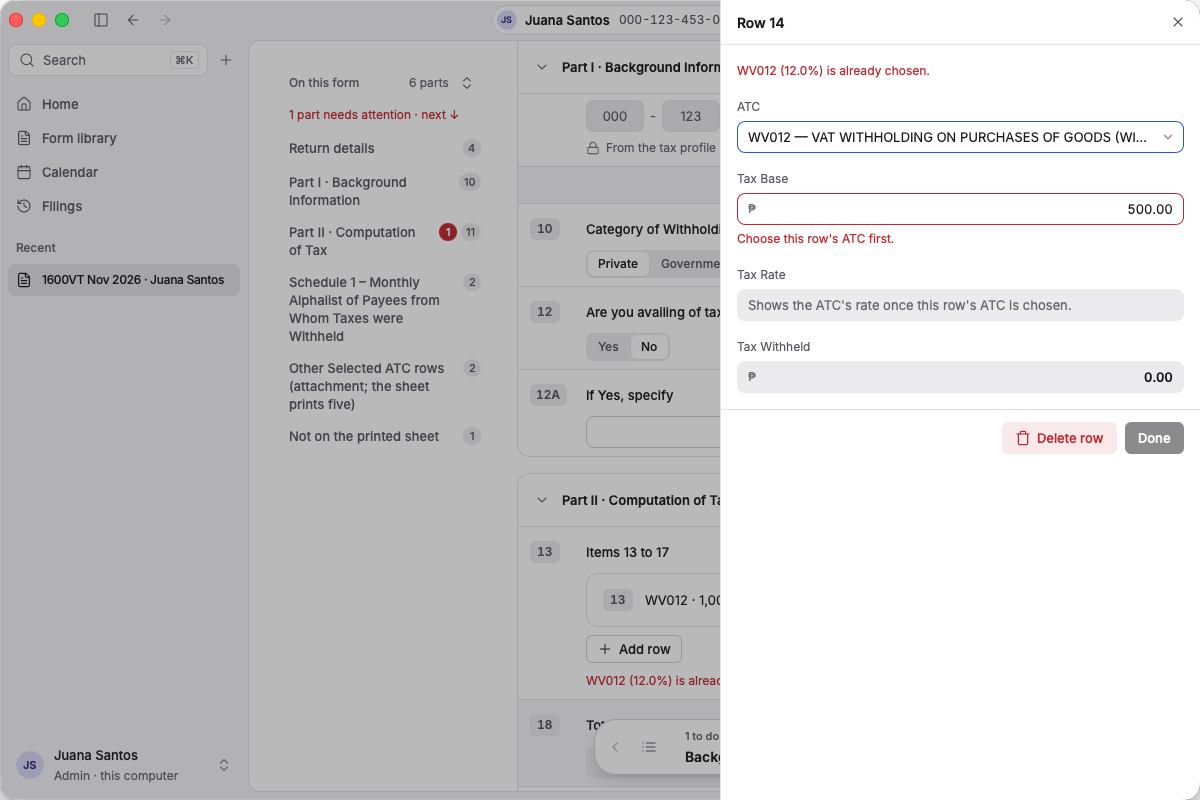 JS Juana Santos 000-123-453-0
Search ⌘K
Home
Form library
Calendar
Filings
Recent
1600VT Nov 2026 · Juana Santos
JS
Juana Santos
Admin · this computer
On this form 6 parts
1 part needs attention · next ↓
Return details 4
Part I · Background 10
Information
Part II · Computation 1 11
of Tax
Schedule 1 – Monthly 2
Alphalist of Payees from
Whom Taxes were
Withheld
Other Selected ATC rows 2
(attachment; the sheet
prints five)
Not on the printed sheet 1
Part I · Background Inform
000 - 123
From the tax profile
10 Category of Withholdi
Private Governme
12 Are you availing of tax
Yes No
12A If Yes, specify
Part II · Computation of Ta
13 Items 13 to 17
13 WV012 · 1,00
Add row
WV012 (12.0%) is alread
18 Tot
1 to do
Backg
Row 14
WV012 (12.0%) is already chosen.
ATC
WV012 — VAT WITHHOLDING ON PURCHASES OF GOODS (WI...
Tax Base
₱ 500.00
Choose this row's ATC first.
Tax Rate
Shows the ATC's rate once this row's ATC is chosen.
Tax Withheld
₱ 0.00
Delete row Done